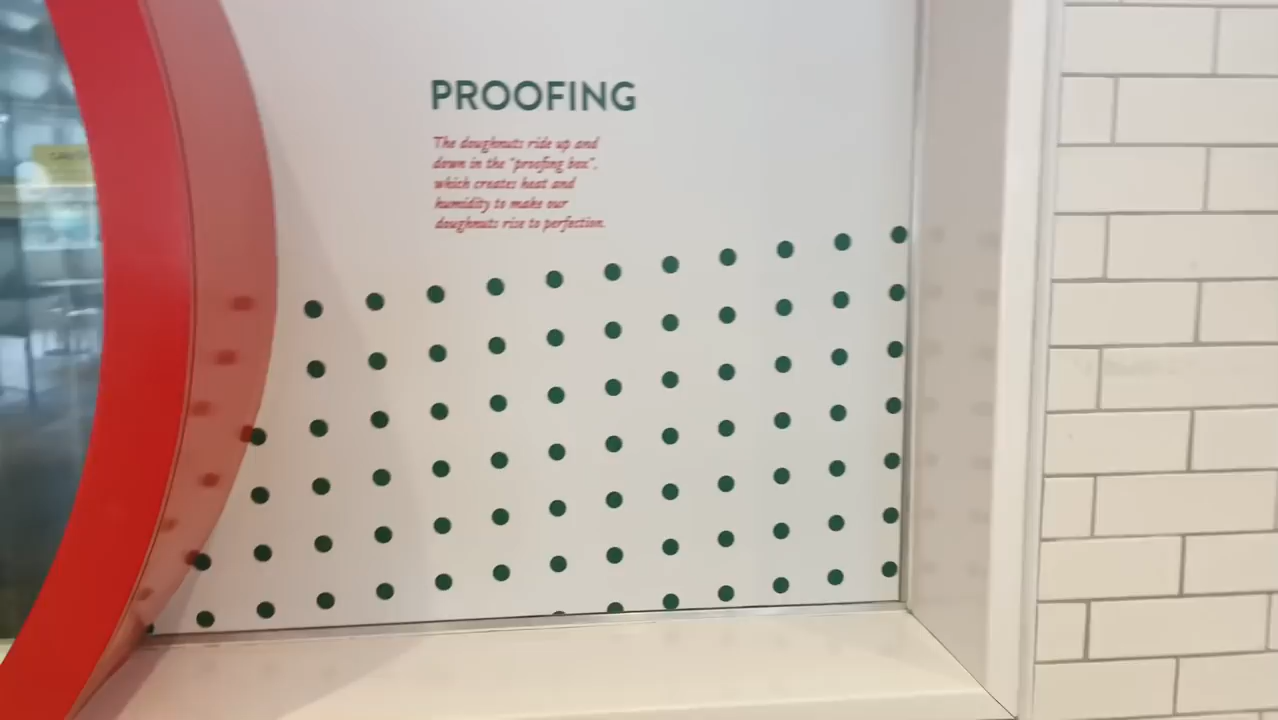 PROOFING
The doughnuts ride up and
down in the "proofing box",
which creates heat and
humidity to make our
doughnuts rise to perfection.